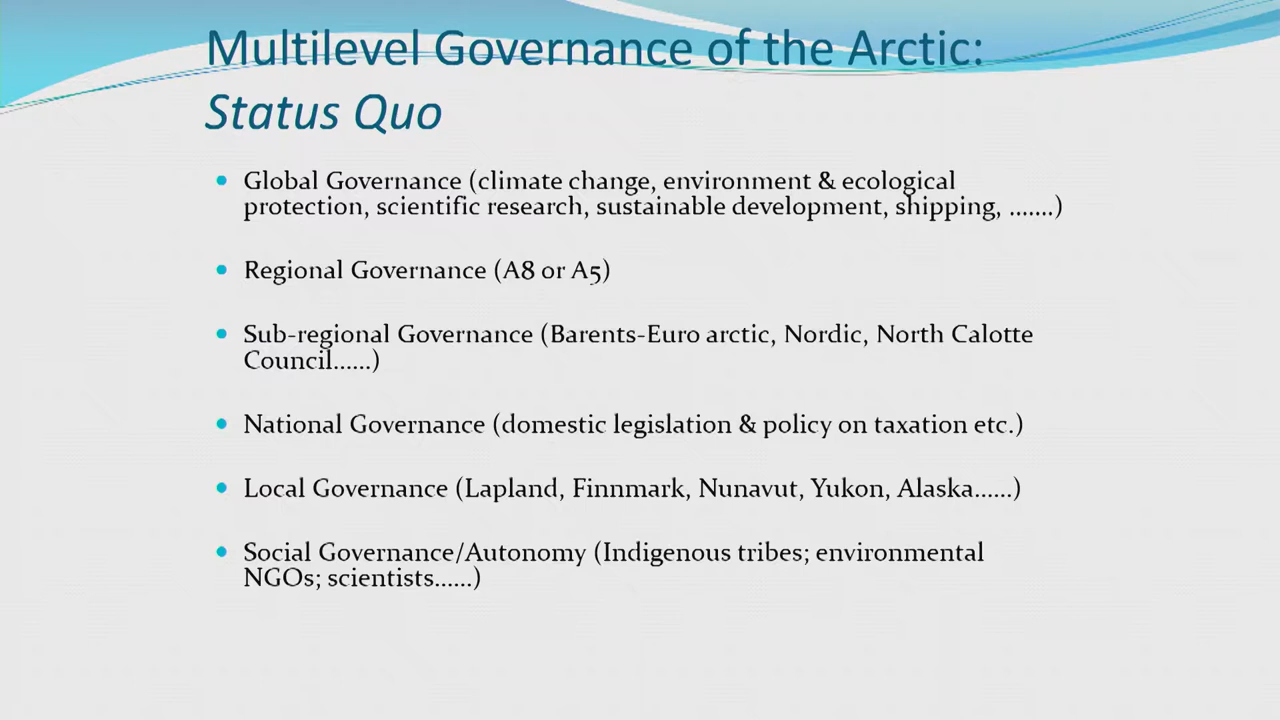 Multilevel Governance of the Arctic:
Status Quo
Global Governance (climate change, environment & ecological
protection, scientific research, sustainable development, shipping, .......)
Regional Governance (A8 or A5)
Sub-regional Governance (Barents-Euro arctic, Nordic, North Calotte
Council......)
National Governance (domestic legislation & policy on taxation etc.)
Local Governance (Lapland, Finnmark, Nunavut, Yukon, Alaska......)
Social Governance/Autonomy (Indigenous tribes; environmental
NGOs; scientists......)